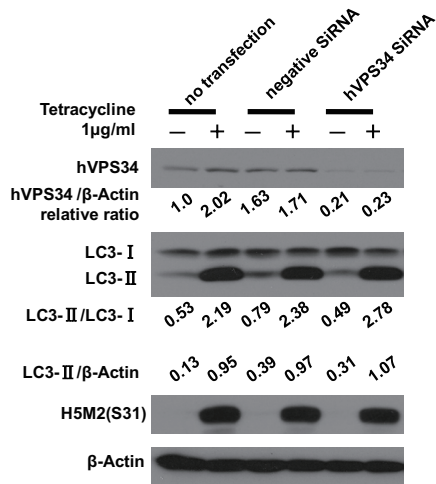 no transfection
negative SiRNA
hVPS34 SiRNA
Tetracycline
1μg/ml
− + − + − +
hVPS34
hVPS34 /β-Actin
relative ratio
1.0 2.02 1.63 1.71 0.21 0.23
LC3-Ⅰ
LC3-Ⅱ
LC3-Ⅱ/LC3-Ⅰ
0.53 2.19 0.79 2.38 0.49 2.78
LC3-Ⅱ/β-Actin
0.13 0.95 0.39 0.97 0.31 1.07
H5M2(S31)
β-Actin